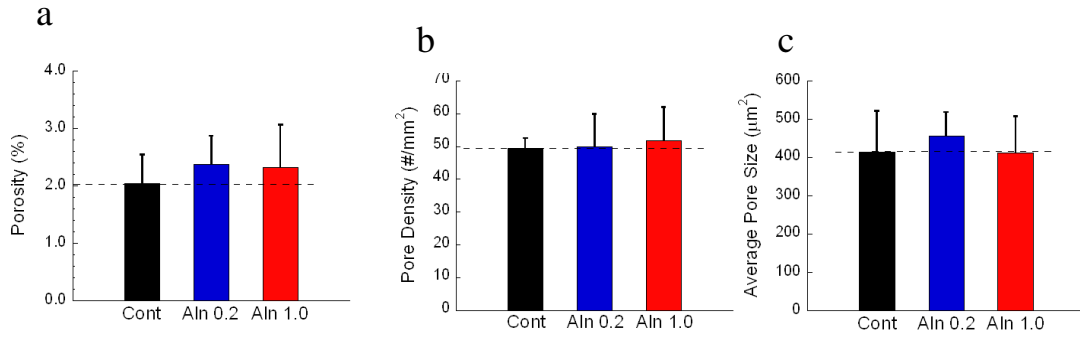 a
Porosity (%)
4.0
3.0
2.0
1.0
0.0
Cont Aln 0.2 Aln 1.0
b
Pore Density (#/mm²)
70
60
50
40
30
20
10
0
Cont Aln 0.2 Aln 1.0
c
Average Pore Size (μm²)
600
500
400
300
200
100
0
Cont Aln 0.2 Aln 1.0